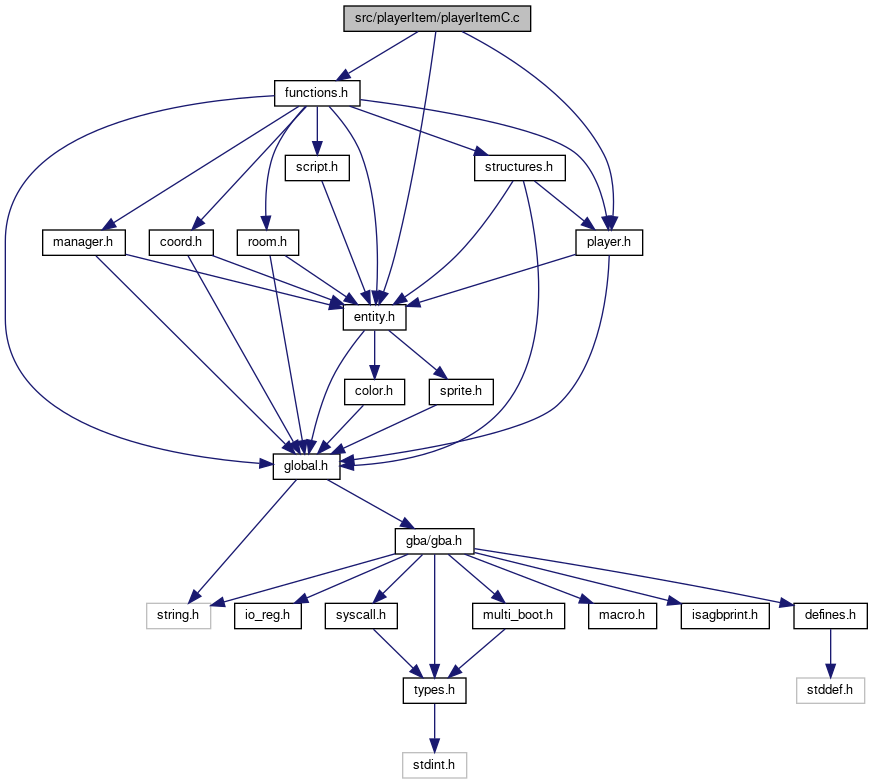 src/playerItem/playerItemC.c
functions.h
script.h
structures.h
manager.h
coord.h
room.h
player.h
entity.h
color.h
sprite.h
global.h
gba/gba.h
string.h
io_reg.h
syscall.h
multi_boot.h
macro.h
isagbprint.h
defines.h
types.h
stddef.h
stdint.h